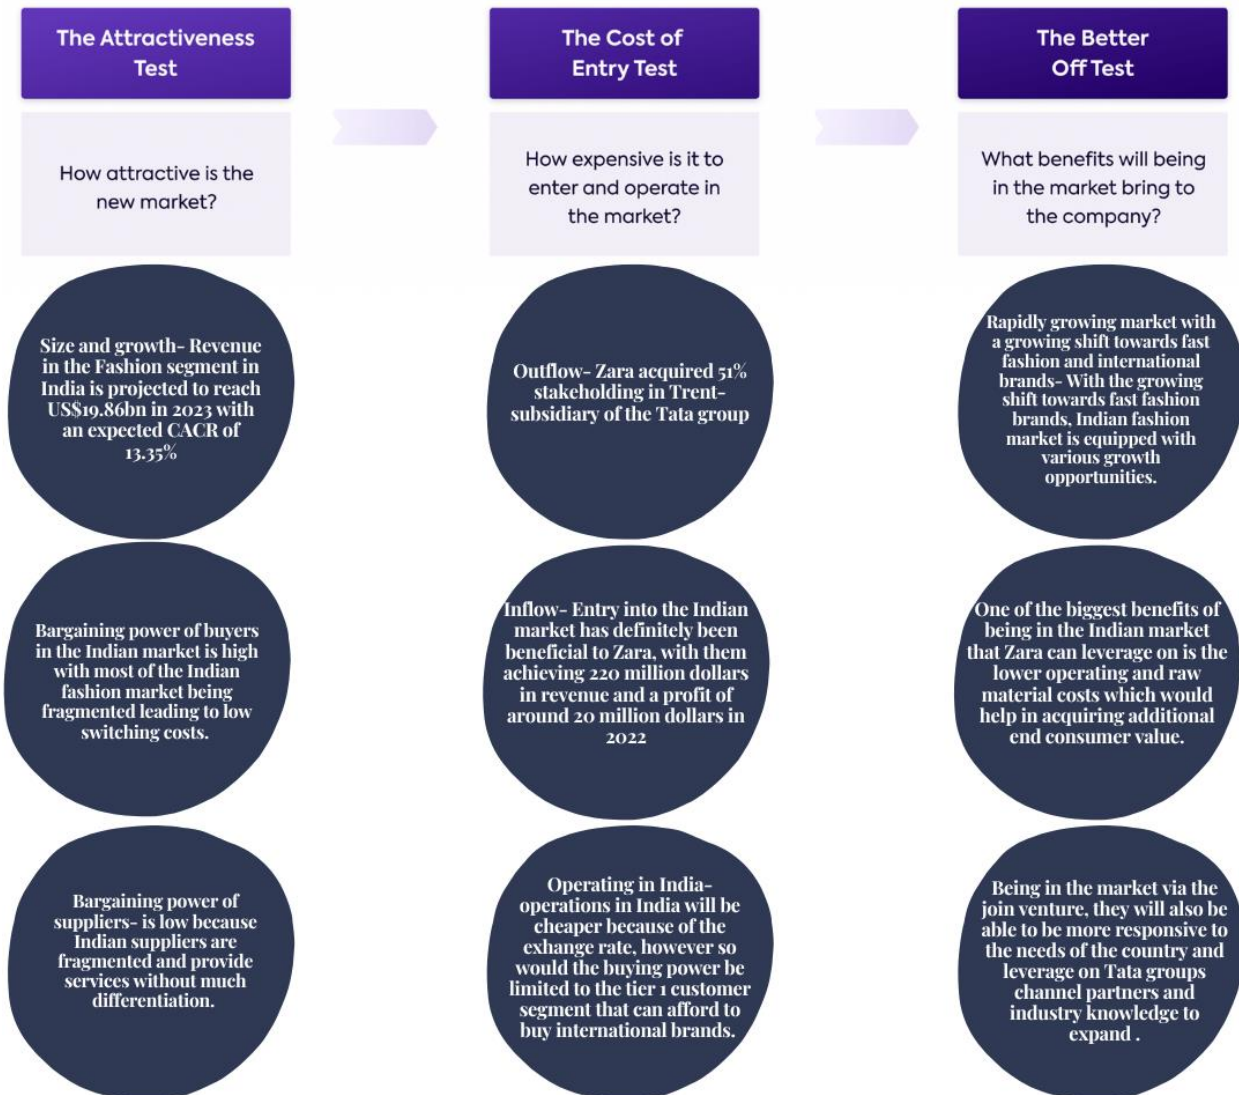 The Attractiveness
Test
How attractive is the
new market?
Size and growth- Revenue
in the Fashion segment in
India is projected to reach
US$19.86bn in 2023 with
an expected CACR of
13.35%
Bargaining power of buyers
in the Indian market is high
with most of the Indian
fashion market being
fragmented leading to low
switching costs.
Bargaining power of
suppliers- is low because
Indian suppliers are
fragmented and provide
services without much
differentiation.
The Cost of
Entry Test
How expensive is it to
enter and operate in
the market?
Outflow- Zara acquired 51%
stakeholding in Trent-
subsidiary of the Tata group
Inflow- Entry into the Indian
market has definitely been
beneficial to Zara, with them
achieving 220 million dollars
in revenue and a profit of
around 20 million dollars in
2022
Operating in India-
operations in India will be
cheaper because of the
exhange rate, however so
would the buying power be
limited to the tier 1 customer
segment that can afford to
buy international brands.
The Better
Off Test
What benefits will being
in the market bring to
the company?
Rapidly growing market with
a growing shift towards fast
fashion and international
brands- With the growing
shift towards fast fashion
brands, Indian fashion
market is equipped with
various growth
opportunities.
One of the biggest benefits of
being in the Indian market
that Zara can leverage on is the
lower operating and raw
material costs which would
help in acquiring additional
end consumer value.
Being in the market via the
join venture, they will also be
able to be more responsive to
the needs of the country and
leverage on Tata groups
channel partners and
industry knowledge to
expand .